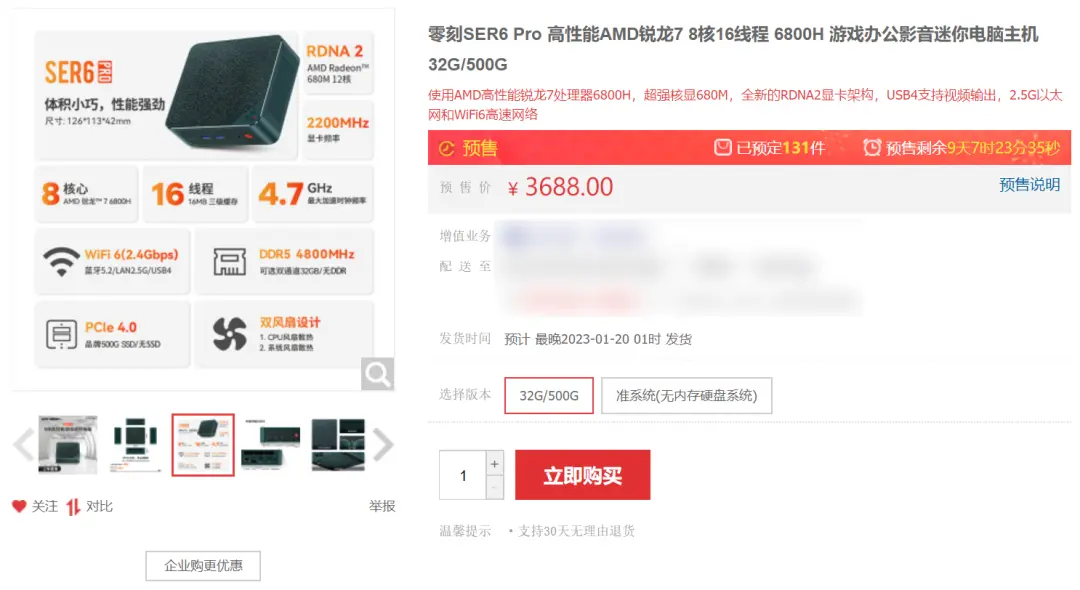 SER6 PRO
体积小巧，性能强劲
尺寸: 126*113*42mm
RDNA 2
AMD Radeon™
680M 12核
2200MHz
显卡频率
8 核心
AMD 锐龙™ 7 6800H
16 线程
16MB 三级缓存
4.7 GHz
最大加速时钟频率
WiFi 6(2.4Gbps)
蓝牙5.2/LAN2.5G/USB4
DDR5 4800MHz
可选双通道32GB/无DDR
PCIe 4.0
品牌500G SSD/无SSD
双风扇设计
1. CPU风扇散热
2. 系统风扇散热
关注 对比
举报
企业购更优惠
零刻SER6 Pro 高性能AMD锐龙7 8核16线程 6800H 游戏办公影音迷你电脑主机
32G/500G
使用AMD高性能锐龙7处理器6800H，超强核显680M，全新的RDNA2显卡架构，USB4支持视频输出，2.5G以太
网和WiFi6高速网络
预售 已预定131件 预售剩余9天7时23分35秒
预售价 ¥ 3688.00 预售说明
增值业务
配送至
发货时间 预计 最晚2023-01-20 01时 发货
选择版本 32G/500G 准系统(无内存硬盘系统)
1 + - 立即购买
温馨提示 ·支持30天无理由退货